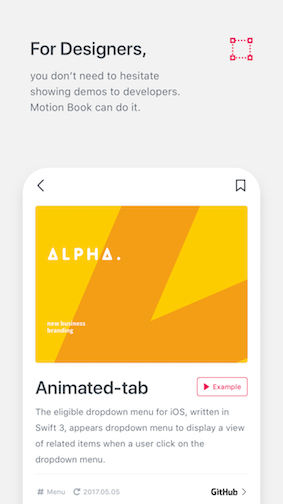 For Designers,
you don't need to hesitate
showing demos to developers.
Motion Book can do it.
ALPHA.
new business
branding
Animated-tab
Example
The eligible dropdown menu for iOS, written in
Swift 3, appears dropdown menu to display a view
of related items when a user click on the
dropdown menu.
# Menu 2017.05.05 GitHub